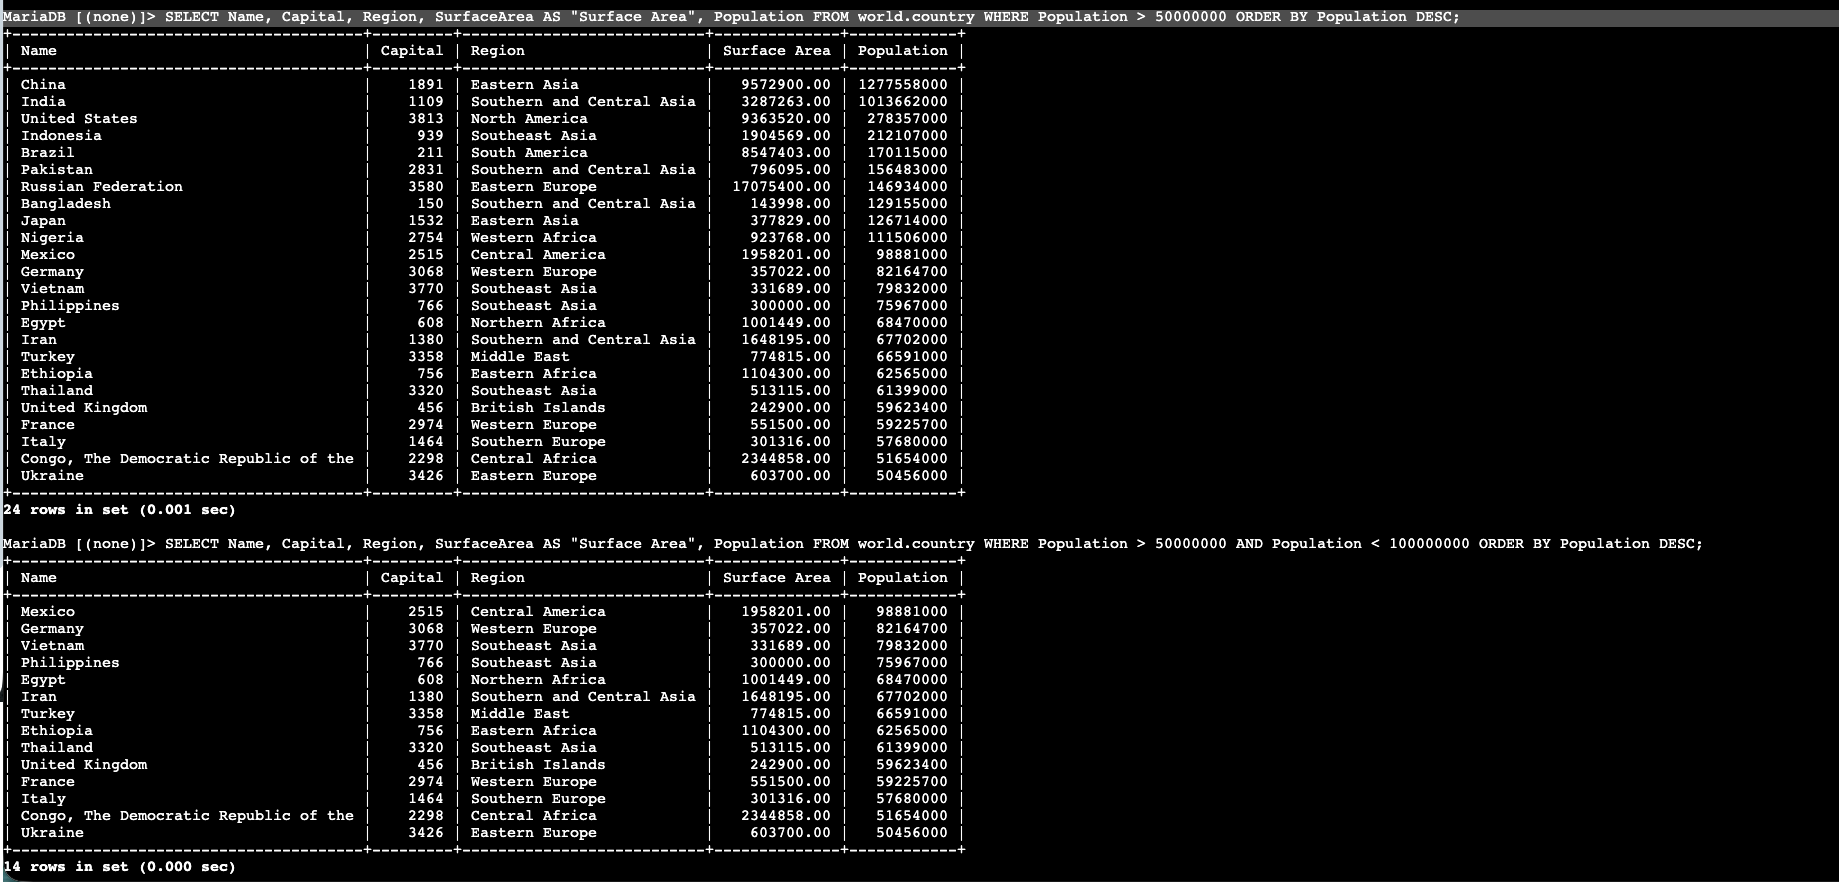 MariaDB [(none)]> SELECT Name, Capital, Region, SurfaceArea AS "Surface Area", Population FROM world.country WHERE Population > 50000000 ORDER BY Population DESC;
+---------------------------------------+---------+---------------------------+--------------+------------+
| Name                                  | Capital | Region                    | Surface Area | Population |
+---------------------------------------+---------+---------------------------+--------------+------------+
| China                                 |    1891 | Eastern Asia              |   9572900.00 | 1277558000 |
| India                                 |    1109 | Southern and Central Asia |   3287263.00 | 1013662000 |
| United States                         |    3813 | North America             |   9363520.00 |  278357000 |
| Indonesia                             |     939 | Southeast Asia            |   1904569.00 |  212107000 |
| Brazil                                |     211 | South America             |   8547403.00 |  170115000 |
| Pakistan                              |    2831 | Southern and Central Asia |    796095.00 |  156483000 |
| Russian Federation                    |    3580 | Eastern Europe            |  17075400.00 |  146934000 |
| Bangladesh                            |     150 | Southern and Central Asia |    143998.00 |  129155000 |
| Japan                                 |    1532 | Eastern Asia              |    377829.00 |  126714000 |
| Nigeria                               |    2754 | Western Africa            |    923768.00 |  111506000 |
| Mexico                                |    2515 | Central America           |   1958201.00 |   98881000 |
| Germany                               |    3068 | Western Europe            |    357022.00 |   82164700 |
| Vietnam                               |    3770 | Southeast Asia            |    331689.00 |   79832000 |
| Philippines                           |     766 | Southeast Asia            |    300000.00 |   75967000 |
| Egypt                                 |     608 | Northern Africa           |   1001449.00 |   68470000 |
| Iran                                  |    1380 | Southern and Central Asia |   1648195.00 |   67702000 |
| Turkey                                |    3358 | Middle East               |    774815.00 |   66591000 |
| Ethiopia                              |     756 | Eastern Africa            |   1104300.00 |   62565000 |
| Thailand                              |    3320 | Southeast Asia            |    513115.00 |   61399000 |
| United Kingdom                        |     456 | British Islands           |    242900.00 |   59623400 |
| France                                |    2974 | Western Europe            |    551500.00 |   59225700 |
| Italy                                 |    1464 | Southern Europe           |    301316.00 |   57680000 |
| Congo, The Democratic Republic of the |    2298 | Central Africa            |   2344858.00 |   51654000 |
| Ukraine                               |    3426 | Eastern Europe            |    603700.00 |   50456000 |
+---------------------------------------+---------+---------------------------+--------------+------------+
24 rows in set (0.001 sec)
MariaDB [(none)]> SELECT Name, Capital, Region, SurfaceArea AS "Surface Area", Population FROM world.country WHERE Population > 50000000 AND Population < 100000000 ORDER BY Population DESC;
+---------------------------------------+---------+---------------------------+--------------+------------+
| Name                                  | Capital | Region                    | Surface Area | Population |
+---------------------------------------+---------+---------------------------+--------------+------------+
| Mexico                                |    2515 | Central America           |   1958201.00 |   98881000 |
| Germany                               |    3068 | Western Europe            |    357022.00 |   82164700 |
| Vietnam                               |    3770 | Southeast Asia            |    331689.00 |   79832000 |
| Philippines                           |     766 | Southeast Asia            |    300000.00 |   75967000 |
| Egypt                                 |     608 | Northern Africa           |   1001449.00 |   68470000 |
| Iran                                  |    1380 | Southern and Central Asia |   1648195.00 |   67702000 |
| Turkey                                |    3358 | Middle East               |    774815.00 |   66591000 |
| Ethiopia                              |     756 | Eastern Africa            |   1104300.00 |   62565000 |
| Thailand                              |    3320 | Southeast Asia            |    513115.00 |   61399000 |
| United Kingdom                        |     456 | British Islands           |    242900.00 |   59623400 |
| France                                |    2974 | Western Europe            |    551500.00 |   59225700 |
| Italy                                 |    1464 | Southern Europe           |    301316.00 |   57680000 |
| Congo, The Democratic Republic of the |    2298 | Central Africa            |   2344858.00 |   51654000 |
| Ukraine                               |    3426 | Eastern Europe            |    603700.00 |   50456000 |
+---------------------------------------+---------+---------------------------+--------------+------------+
14 rows in set (0.000 sec)